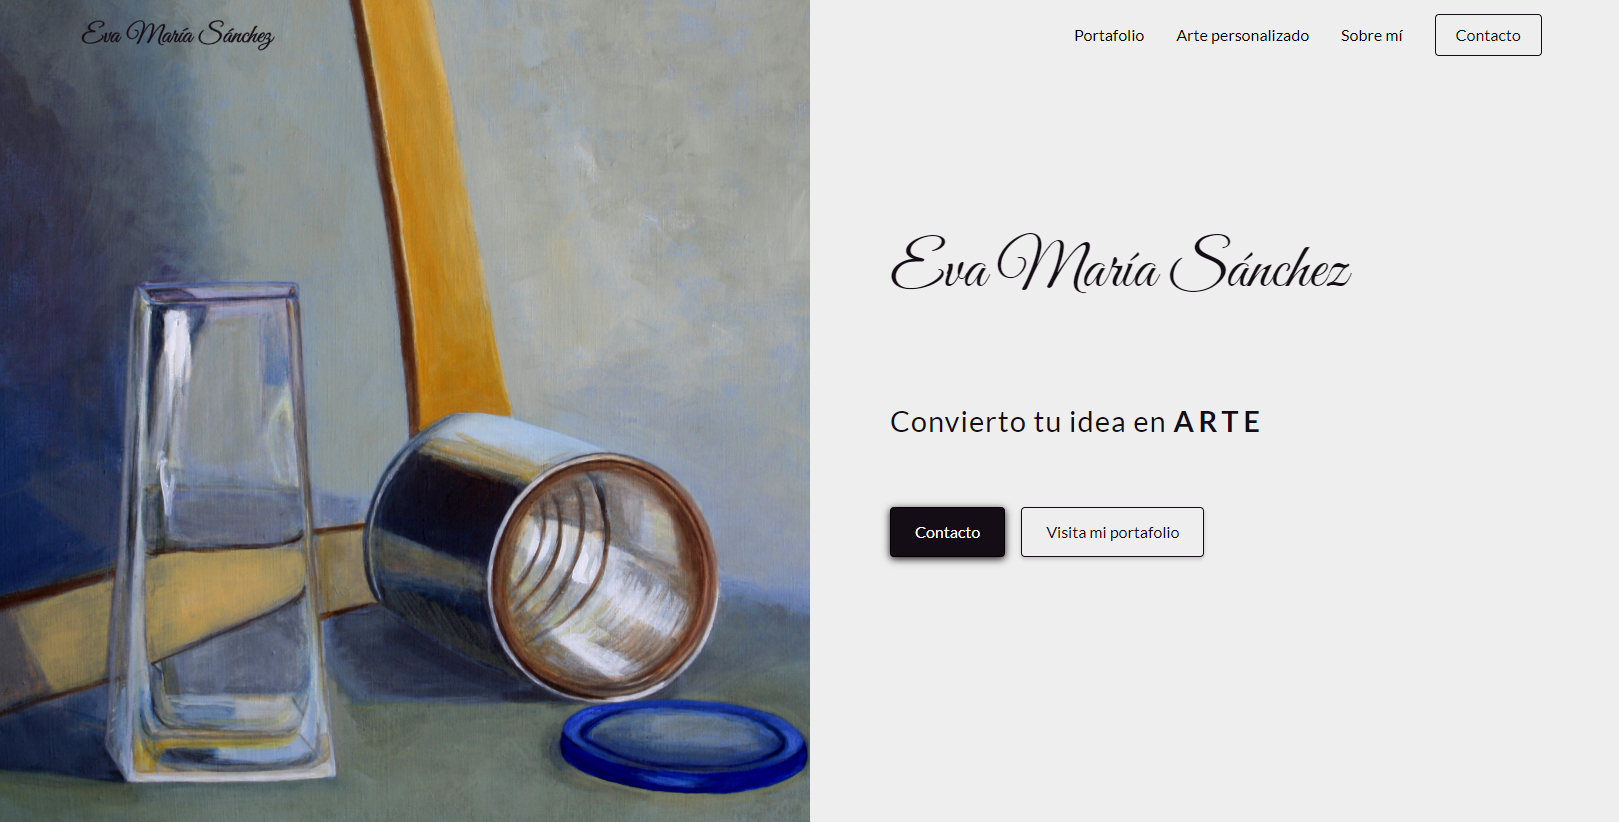 Eva María Sánchez
Portafolio Arte personalizado Sobre mí Contacto
Eva María Sánchez
Convierto tu idea en ARTE
Contacto Visita mi portafolio